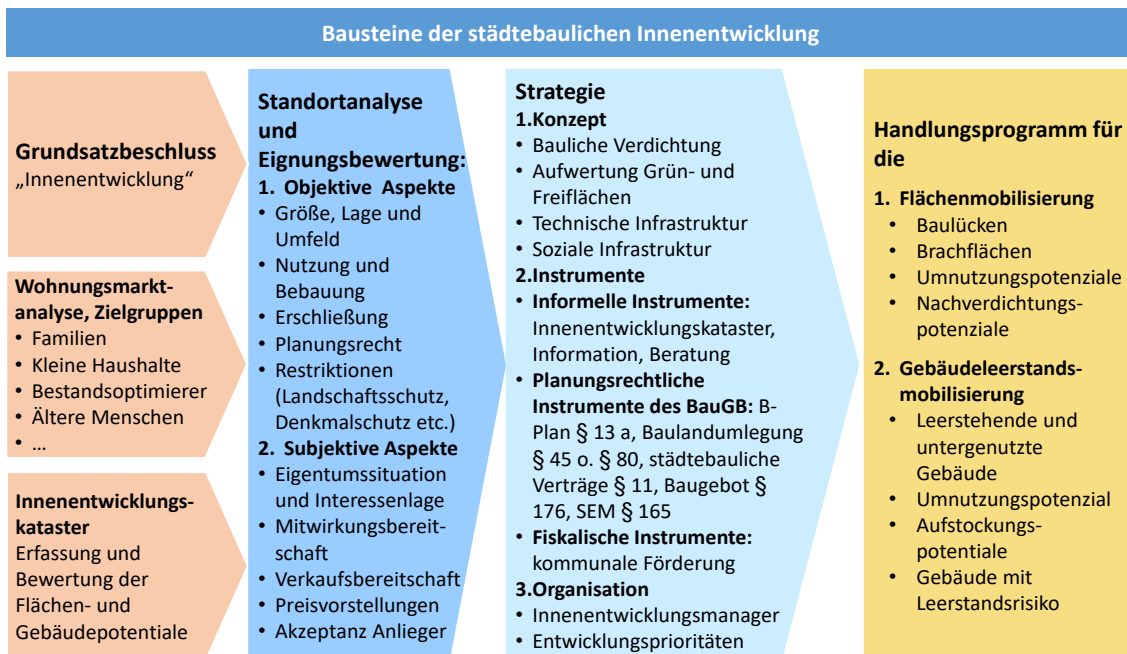 Bausteine der städtebaulichen Innenentwicklung
Grundsatzbeschluss
„Innenentwicklung“
Wohnungsmarkt-
analyse, Zielgruppen
• Familien
• Kleine Haushalte
• Bestandsoptimierer
• Ältere Menschen
• ...
Innenentwicklungs-
kataster
Erfassung und
Bewertung der
Flächen- und
Gebäudepotentiale
Standortanalyse
und
Eignungsbewertung:
1. Objektive Aspekte
• Größe, Lage und
Umfeld
• Nutzung und
Bebauung
• Erschließung
• Planungsrecht
• Restriktionen
(Landschaftsschutz,
Denkmalschutz etc.)
2. Subjektive Aspekte
• Eigentumssituation
und Interessenlage
• Mitwirkungsbereit-
schaft
• Verkaufsbereitschaft
• Preisvorstellungen
• Akzeptanz Anlieger
Strategie
1.Konzept
• Bauliche Verdichtung
• Aufwertung Grün- und
Freiflächen
• Technische Infrastruktur
• Soziale Infrastruktur
2.Instrumente
• Informelle Instrumente:
Innenentwicklungskataster,
Information, Beratung
• Planungsrechtliche
Instrumente des BauGB: B-
Plan § 13 a, Baulandumlegung
§ 45 o. § 80, städtebauliche
Verträge § 11, Baugebot §
176, SEM § 165
• Fiskalische Instrumente:
kommunale Förderung
3.Organisation
• Innenentwicklungsmanager
• Entwicklungsprioritäten
Handlungsprogramm für
die
1. Flächenmobilisierung
• Baulücken
• Brachflächen
• Umnutzungspotenziale
• Nachverdichtungs-
potenziale
2. Gebäudeleerstands-
mobilisierung
• Leerstehende und
untergenutzte
Gebäude
• Umnutzungspotenzial
• Aufstockungs-
potentiale
• Gebäude mit
Leerstandsrisiko